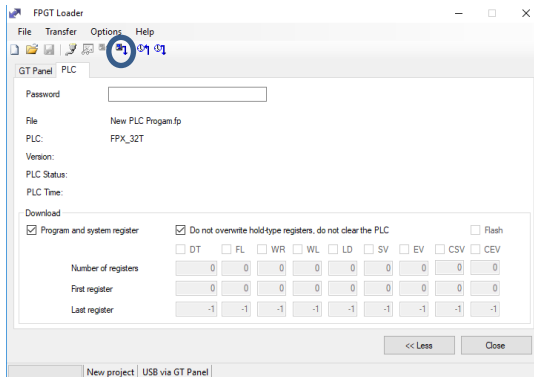 FPGT Loader
File Transfer Options Help
GT Panel PLC
Password
File New PLC Progam.fp
PLC: FPX_32T
Version:
PLC Status:
PLC Time:
Download
Program and system register Do not overwrite hold-type registers, do not clear the PLC Flash
DT FL WR WL LD SV EV CSV CEV
Number of registers 0 0 0 0 0 0 0 0 0
First register 0 0 0 0 0 0 0 0 0
Last register -1 -1 -1 -1 -1 -1 -1 -1 -1
<< Less Close
New project USB via GT Panel